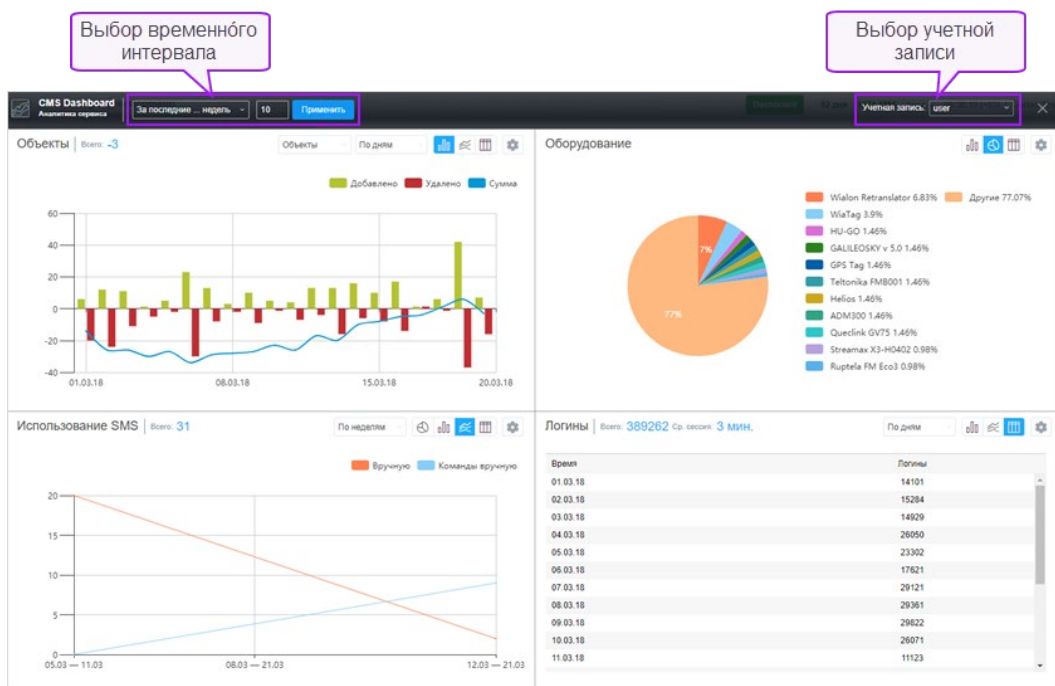 Выбор временно́го
интервала
Выбор учетной
записи
CMS Dashboard
Аналитика сервиса
За последние ... недель
10
Применить
Dashboard
Учетная запись: user
Объекты Всего: -3
Объекты
По дням
Добавлено Удалено Сумма
60
40
20
0
-20
-40
01.03.18 08.03.18 15.03.18 20.03.18
Оборудование
7%
77%
Wialon Retranslator 6.83% Другие 77.07%
WiaTag 3.9%
HU-GO 1.46%
GALILEOSKY v 5.0 1.46%
GPS Tag 1.46%
Teltonika FMB001 1.46%
Helios 1.46%
ADM300 1.46%
Queclink GV75 1.46%
Streamax X3-H0402 0.98%
Ruptela FM Eco3 0.98%
Использование SMS Всего: 31
По неделям
Вручную Команды вручную
20
15
10
5
0
05.03 — 11.03 08.03 — 21.03 12.03 — 21.03
Логины Всего: 389262 Ср. сессия: 3 мин.
По дням
Время Логины
01.03.18 14101
02.03.18 15284
03.03.18 14929
04.03.18 26050
05.03.18 23302
06.03.18 17621
07.03.18 29121
08.03.18 29361
09.03.18 29822
10.03.18 26071
11.03.18 11123